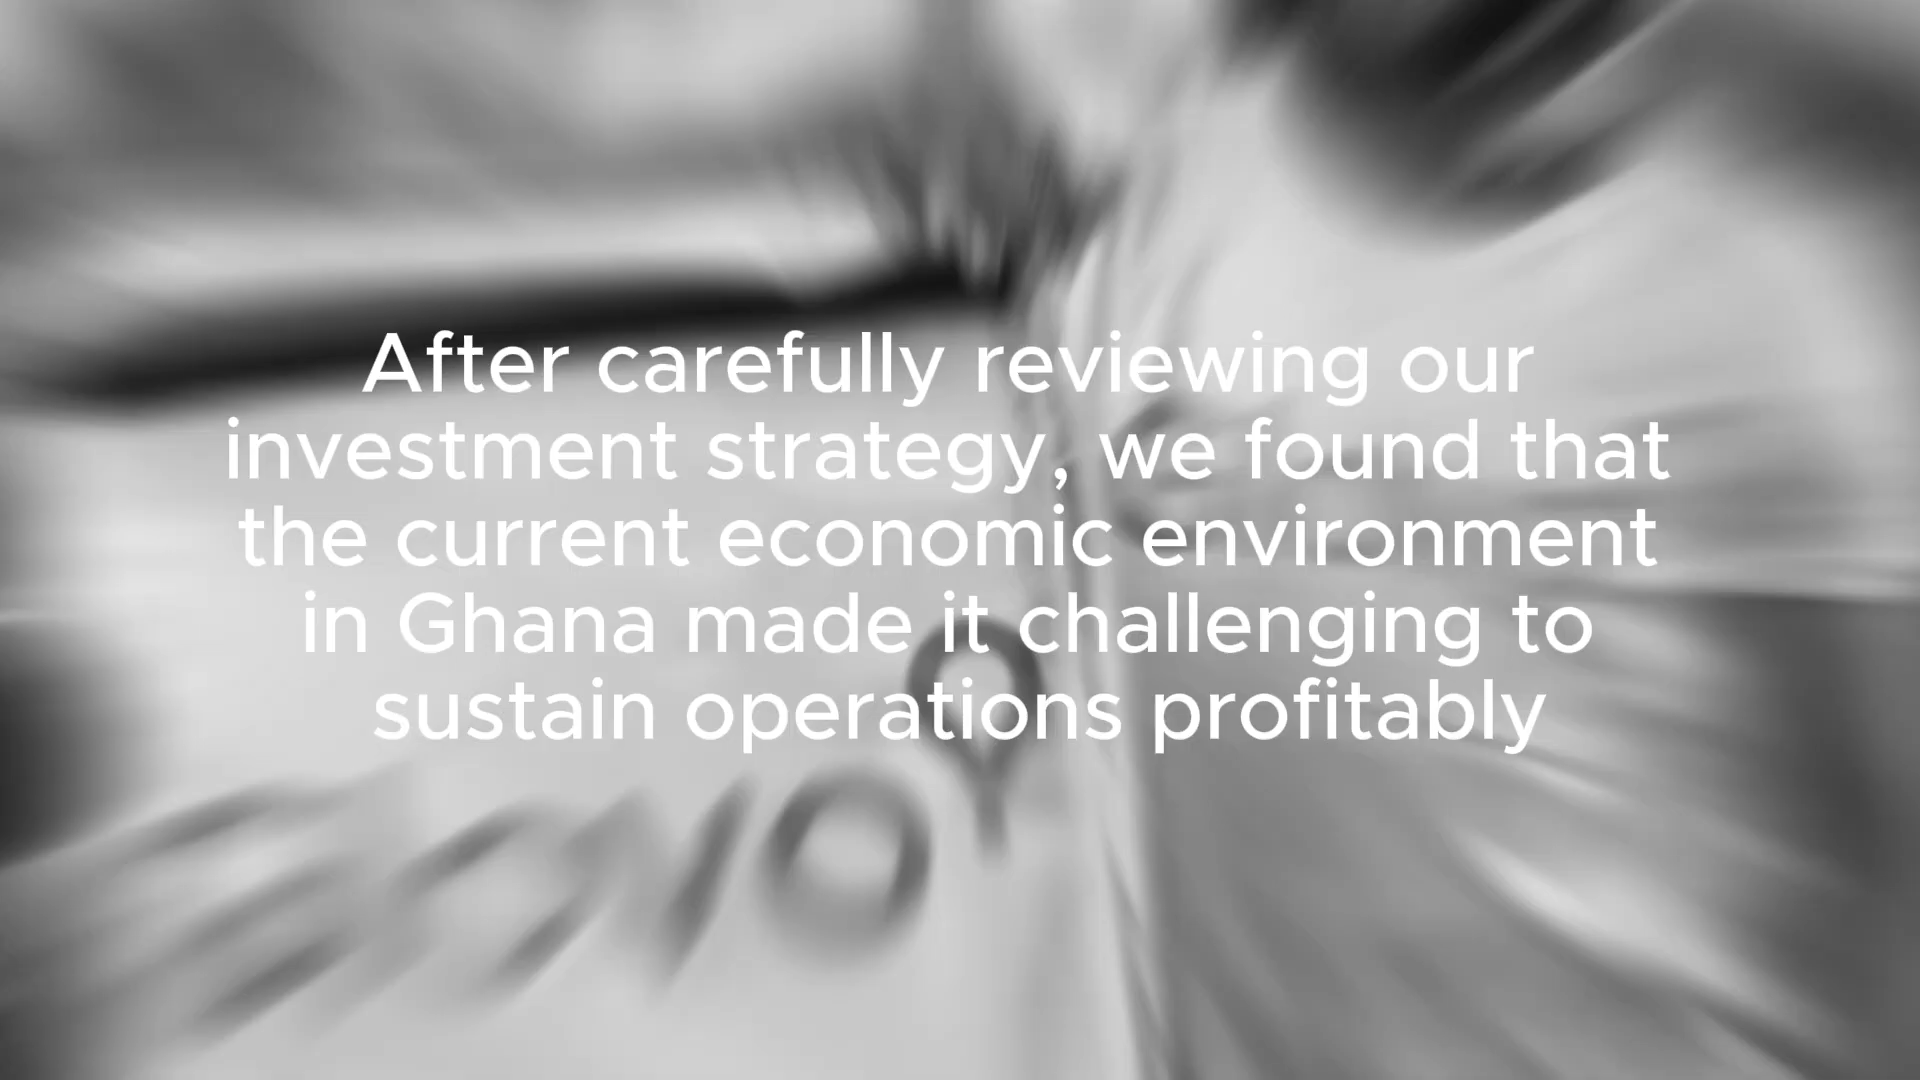 After carefully reviewing our
investment strategy, we found that
the current economic environment
in Ghana made it challenging to
sustain operations profitably